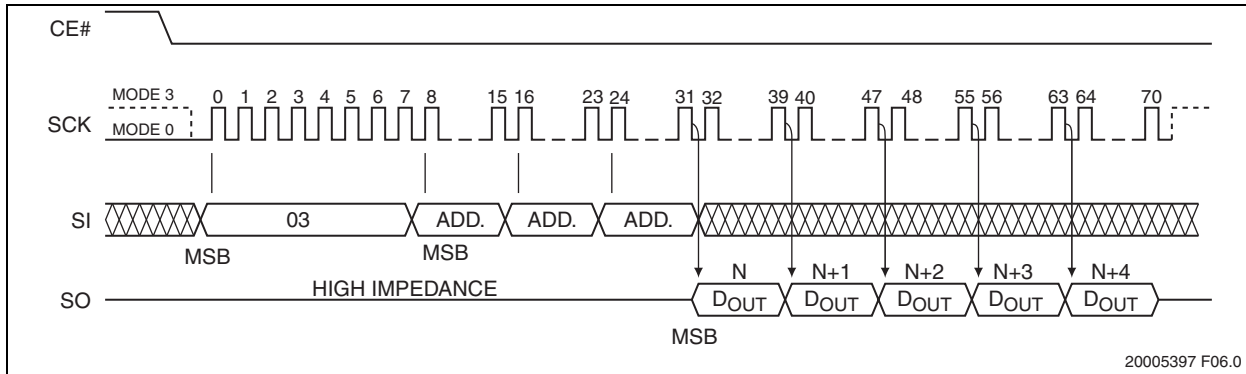 CE#
MODE 3
0 1 2 3 4 5 6 7 8 15 16 23 24 31 32 39 40 47 48 55 56 63 64 70
SCK
MODE 0
SI
03 ADD. ADD. ADD.
MSB MSB
N N+1 N+2 N+3 N+4
HIGH IMPEDANCE
SO
DOUT DOUT DOUT DOUT DOUT
MSB
20005397 F06.0